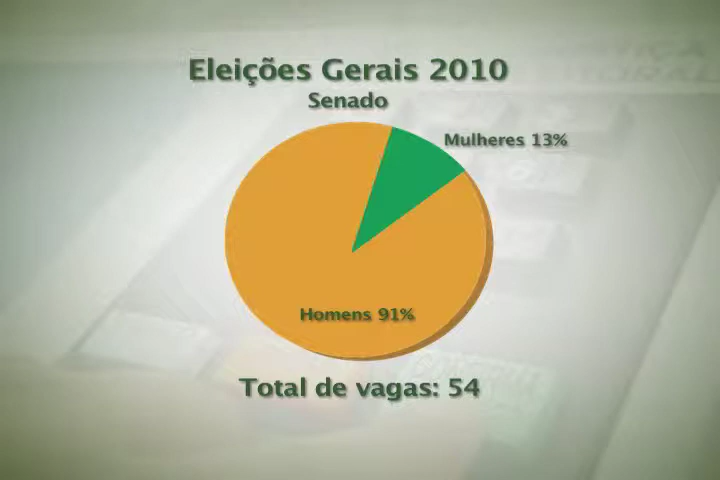 Eleições Gerais 2010
Senado
Mulheres 13%
Homens 91%
Total de vagas: 54